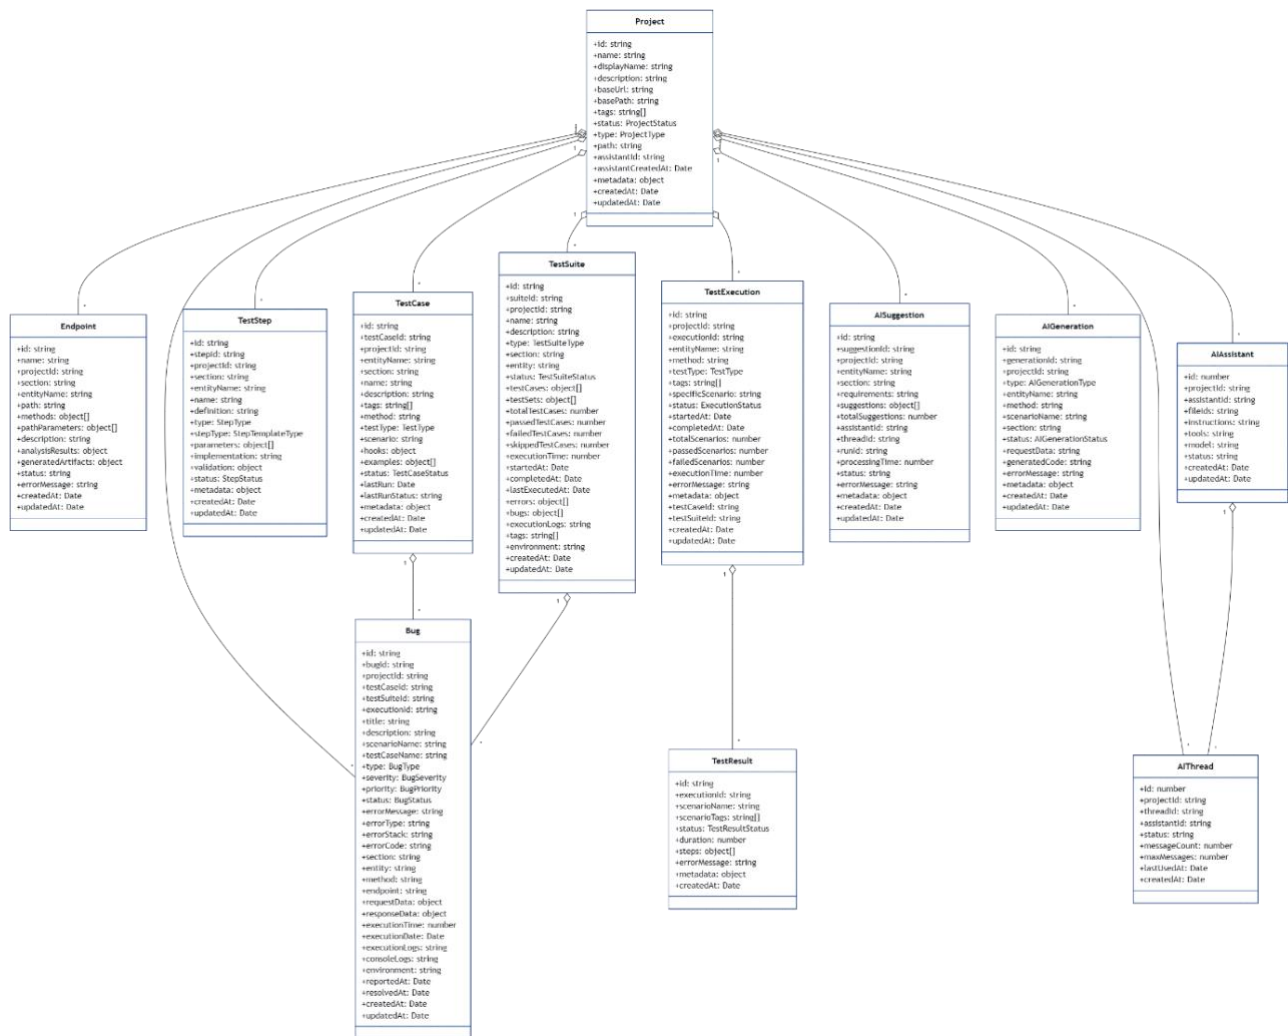 Project
+id: string
+name: string
+displayName: string
+description: string
+baseUrl: string
+basePath: string
+tags: string[]
+status: ProjectStatus
+type: ProjectType
+path: string
+assistantId: string
+assistantCreatedAt: Date
+metadata: object
+createdAt: Date
+updatedAt: Date
1
1
1
1
*
*
*
*
*
*
*
*
*
Endpoint
+id: string
+name: string
+projectId: string
+section: string
+entityName: string
+path: string
+methods: object[]
+pathParameters: object[]
+description: string
+analysisResults: object
+generatedArtifacts: object
+status: string
+errorMessage: string
+createdAt: Date
+updatedAt: Date
TestStep
+id: string
+stepId: string
+projectId: string
+section: string
+entityName: string
+name: string
+definition: string
+type: StepType
+stepType: StepTemplateType
+parameters: object[]
+implementation: string
+validation: object
+status: StepStatus
+metadata: object
+createdAt: Date
+updatedAt: Date
TestCase
+id: string
+testCaseId: string
+projectId: string
+entityName: string
+section: string
+name: string
+description: string
+tags: string[]
+method: string
+testType: TestType
+scenario: string
+hooks: object
+examples: object[]
+status: TestCaseStatus
+lastRun: Date
+lastRunStatus: string
+metadata: object
+createdAt: Date
+updatedAt: Date
1
*
TestSuite
+id: string
+suiteId: string
+projectId: string
+name: string
+description: string
+type: TestSuiteType
+section: string
+entity: string
+status: TestSuiteStatus
+testCases: object[]
+testSets: object[]
+totalTestCases: number
+passedTestCases: number
+failedTestCases: number
+skippedTestCases: number
+executionTime: number
+startedAt: Date
+completedAt: Date
+lastExecutedAt: Date
+errors: object[]
+bugs: object[]
+executionLogs: string
+tags: string[]
+environment: string
+createdAt: Date
+updatedAt: Date
1
*
TestExecution
+id: string
+projectId: string
+executionId: string
+entityName: string
+method: string
+testType: TestType
+tags: string[]
+specificScenario: string
+status: ExecutionStatus
+startedAt: Date
+completedAt: Date
+totalScenarios: number
+passedScenarios: number
+failedScenarios: number
+executionTime: number
+errorMessage: string
+metadata: object
+testCaseId: string
+testSuiteId: string
+createdAt: Date
+updatedAt: Date
1
*
AISuggestion
+id: string
+suggestionId: string
+projectId: string
+entityName: string
+section: string
+requirements: string
+suggestions: object[]
+totalSuggestions: number
+assistantId: string
+threadId: string
+runId: string
+processingTime: number
+status: string
+errorMessage: string
+metadata: object
+createdAt: Date
+updatedAt: Date
AIGeneration
+id: string
+generationId: string
+projectId: string
+type: AIGenerationType
+entityName: string
+method: string
+scenarioName: string
+section: string
+status: AIGenerationStatus
+requestData: string
+generatedCode: string
+errorMessage: string
+metadata: object
+createdAt: Date
+updatedAt: Date
AIAssistant
+id: number
+projectId: string
+assistantId: string
+fileIds: string
+instructions: string
+tools: string
+model: string
+status: string
+createdAt: Date
+updatedAt: Date
1
*
Bug
+id: string
+bugId: string
+projectId: string
+testCaseId: string
+testSuiteId: string
+executionId: string
+title: string
+description: string
+scenarioName: string
+testCaseName: string
+type: BugType
+severity: BugSeverity
+priority: BugPriority
+status: BugStatus
+errorMessage: string
+errorType: string
+errorStack: string
+errorCode: string
+section: string
+entity: string
+method: string
+endpoint: string
+requestData: object
+responseData: object
+executionTime: number
+executionDate: Date
+executionLogs: string
+consoleLogs: string
+environment: string
+reportedAt: Date
+resolvedAt: Date
+createdAt: Date
+updatedAt: Date
TestResult
+id: string
+executionId: string
+scenarioName: string
+scenarioTags: string[]
+status: TestResultStatus
+duration: number
+steps: object[]
+errorMessage: string
+metadata: object
+createdAt: Date
AIThread
+id: number
+projectId: string
+threadId: string
+assistantId: string
+status: string
+messageCount: number
+maxMessages: number
+lastUsedAt: Date
+createdAt: Date